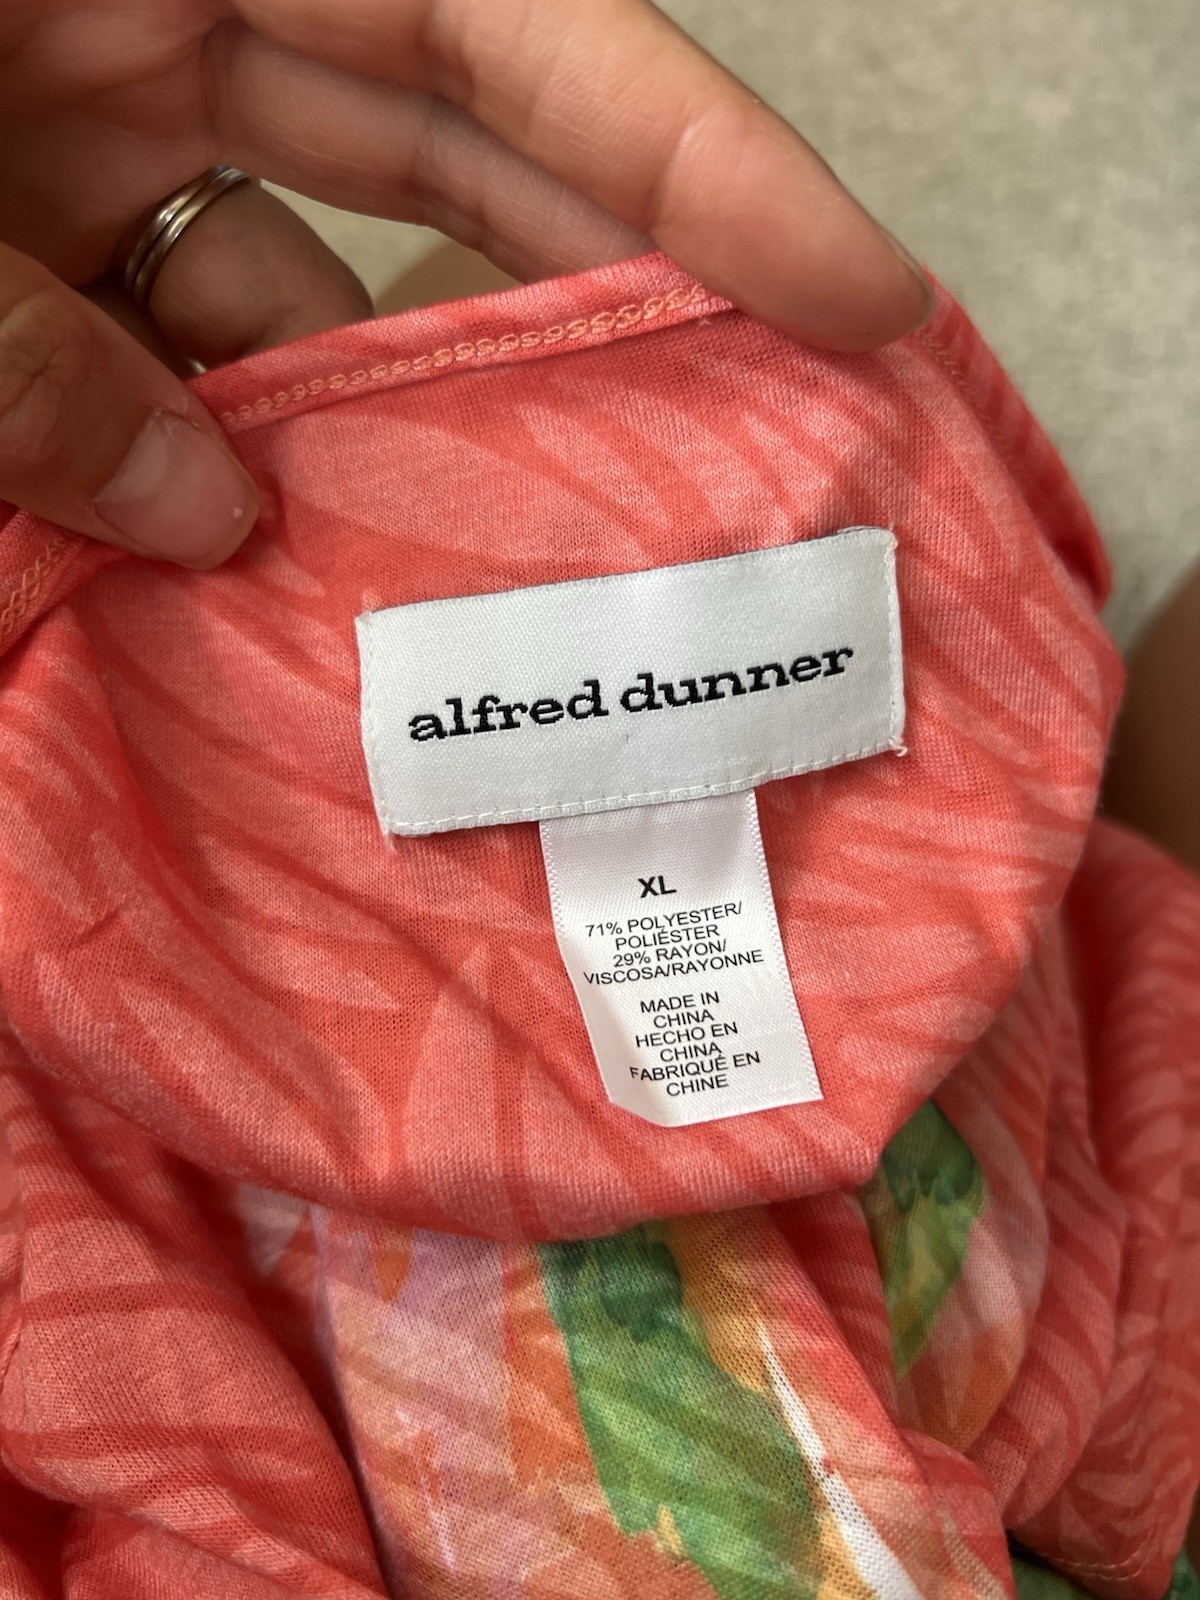 alfred dunner
XL
71% POLYESTER/
POLIÉSTER
29% RAYON/
VISCOSA/RAYONNE
MADE IN
CHINA
HECHO EN
CHINA
FABRIQUÉ EN
CHINE